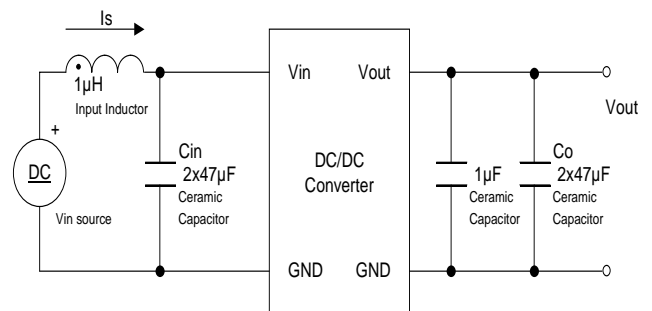 Is
1µH
Input Inductor
+
DC
Vin source
Cin
2x47µF
Ceramic
Capacitor
Vin
Vout
DC/DC
Converter
GND
GND
1µF
Ceramic
Capacitor
Co
2x47µF
Ceramic
Capacitor
Vout